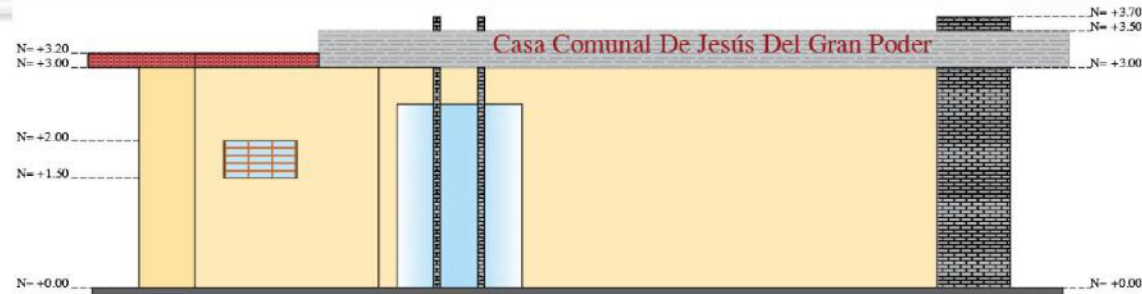 N= +3.70
N= +3.50
Casa Comunal De Jesús Del Gran Poder
N= +3.20
N= +3.00
N= +3.00
N= +2.00
N= +1.50
N= +0.00
N= +0.00